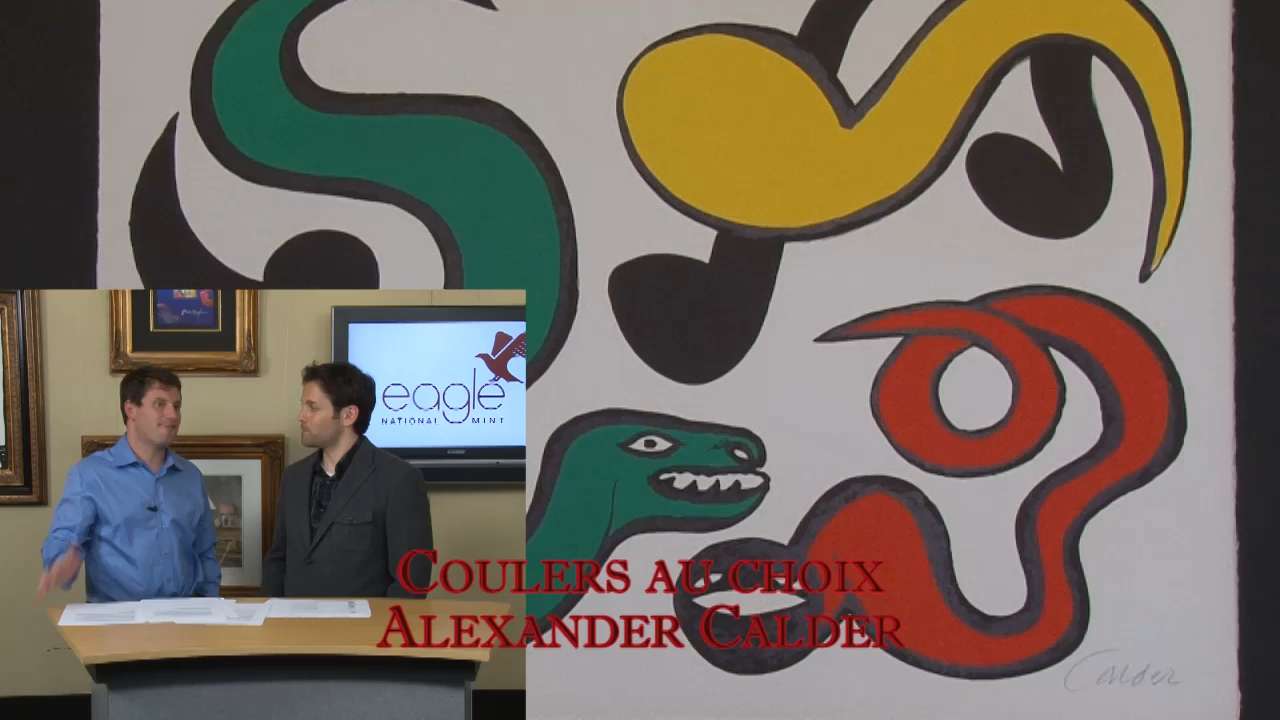 eagle
NATIONAL MINT
COULERS AU CHOIX
ALEXANDER CALDER
Calder